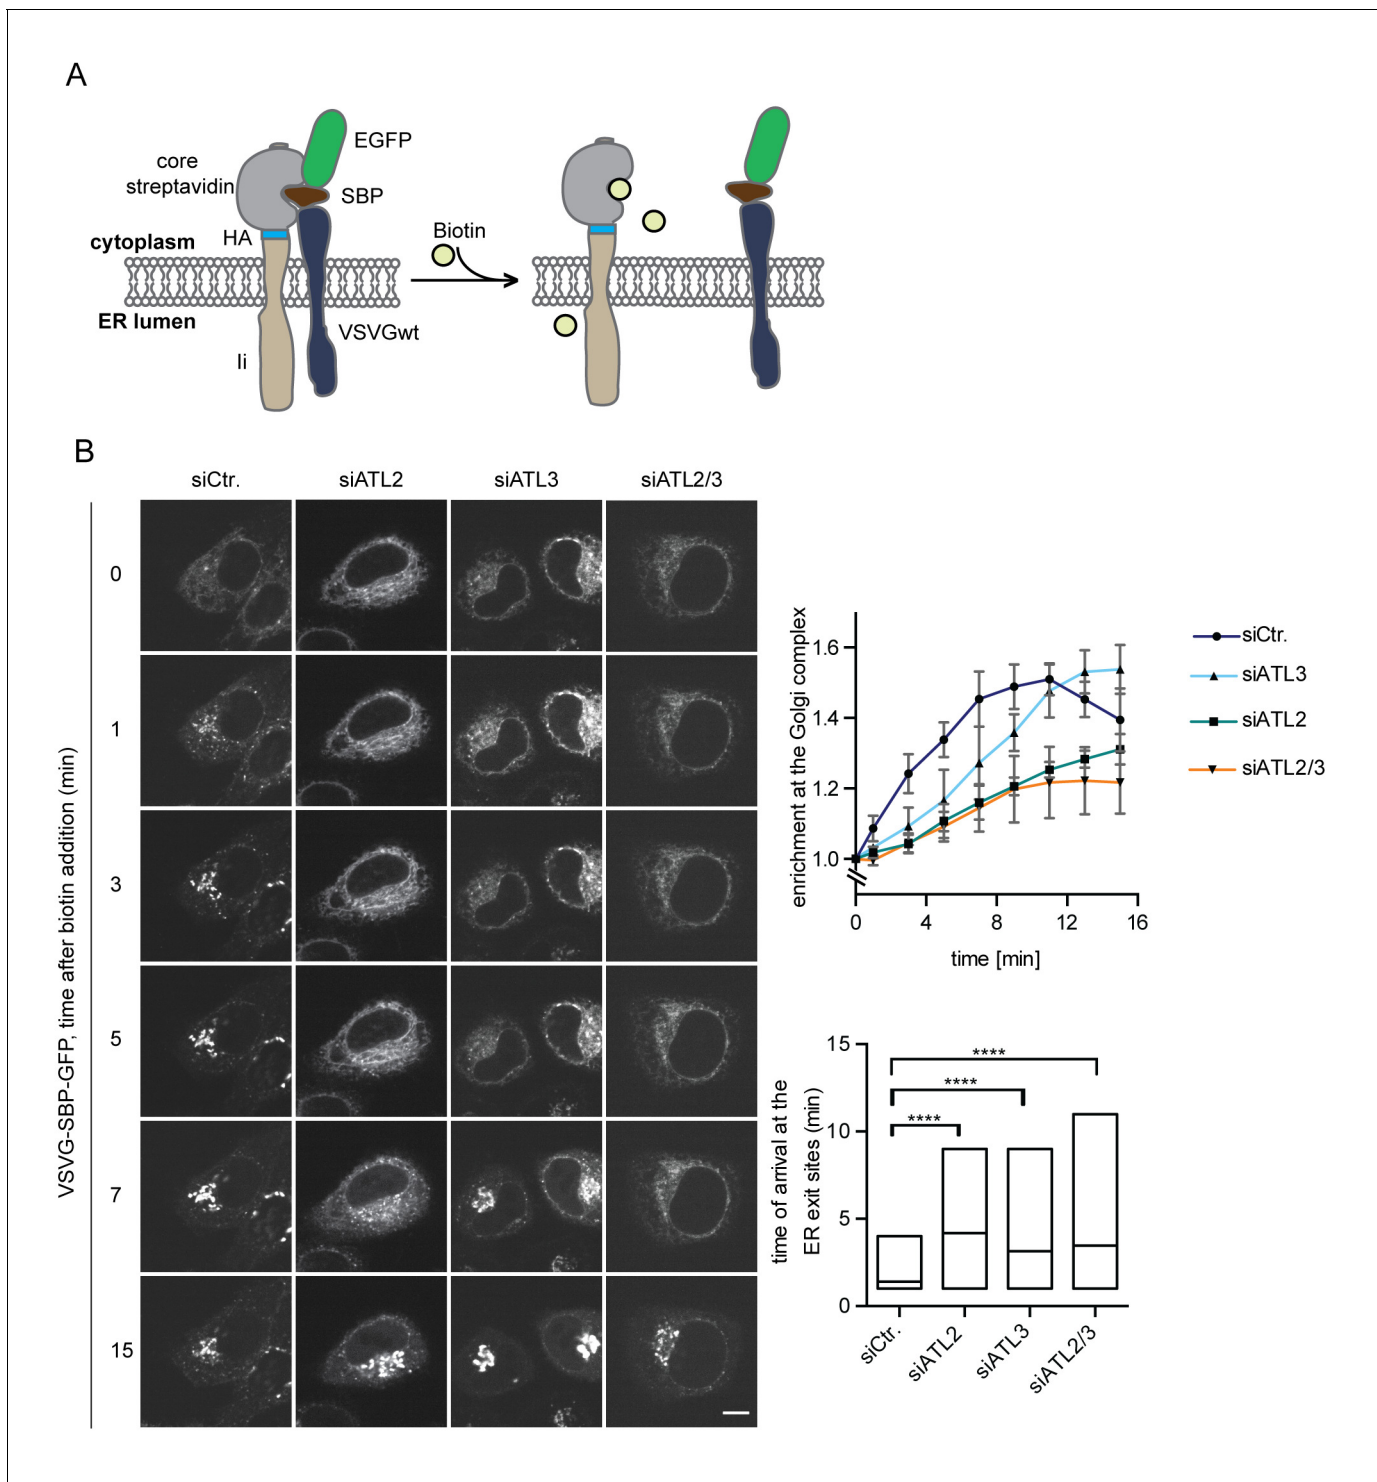 A
EGFP
core
streptavidin
SBP
HA
Biotin
cytoplasm
ER lumen
VSVGwt
Ii
B
siCtr. siATL2 siATL3 siATL2/3
VSVG-SBP-GFP, time after biotin addition (min)
0
1
3
5
7
15
enrichment at the Golgi complex
1.6
1.4
1.2
1.0
0 4 8 12 16
time [min]
siCtr.
siATL3
siATL2
siATL2/3
time of arrival at the
ER exit sites (min)
15
10
5
0
****
****
****
siCtr. siATL2 siATL3 siATL2/3